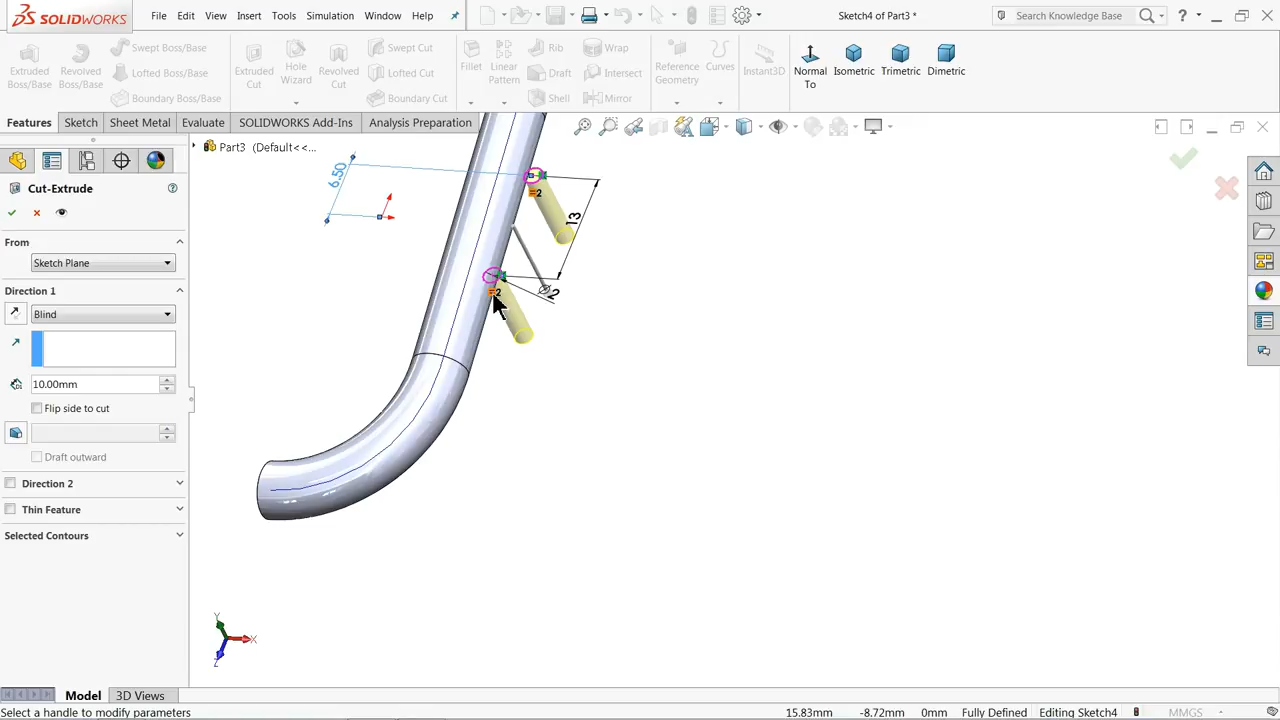 SOLIDWORKS
File Edit View Insert Tools Simulation Window Help
Sketch4 of Part3 *
Search Knowledge Base
?
Extruded Boss/Base
Revolved Boss/Base
Swept Boss/Base
Lofted Boss/Base
Boundary Boss/Base
Extruded Cut
Hole Wizard
Revolved Cut
Swept Cut
Lofted Cut
Boundary Cut
Fillet
Linear Pattern
Rib
Draft
Shell
Wrap
Intersect
Mirror
Reference Geometry
Curves
Instant3D
Normal To
Isometric
Trimetric
Dimetric
Features Sketch Sheet Metal Evaluate SOLIDWORKS Add-Ins Analysis Preparation
Part3 (Default<<...
Cut-Extrude
From
Sketch Plane
Direction 1
Blind
10.00mm
Flip side to cut
Draft outward
Direction 2
Thin Feature
Selected Contours
6.50
2
13
2
∅2
Y
X
Z
Model 3D Views
Select a handle to modify parameters
15.83mm -8.72mm 0mm Fully Defined Editing Sketch4 MMGS